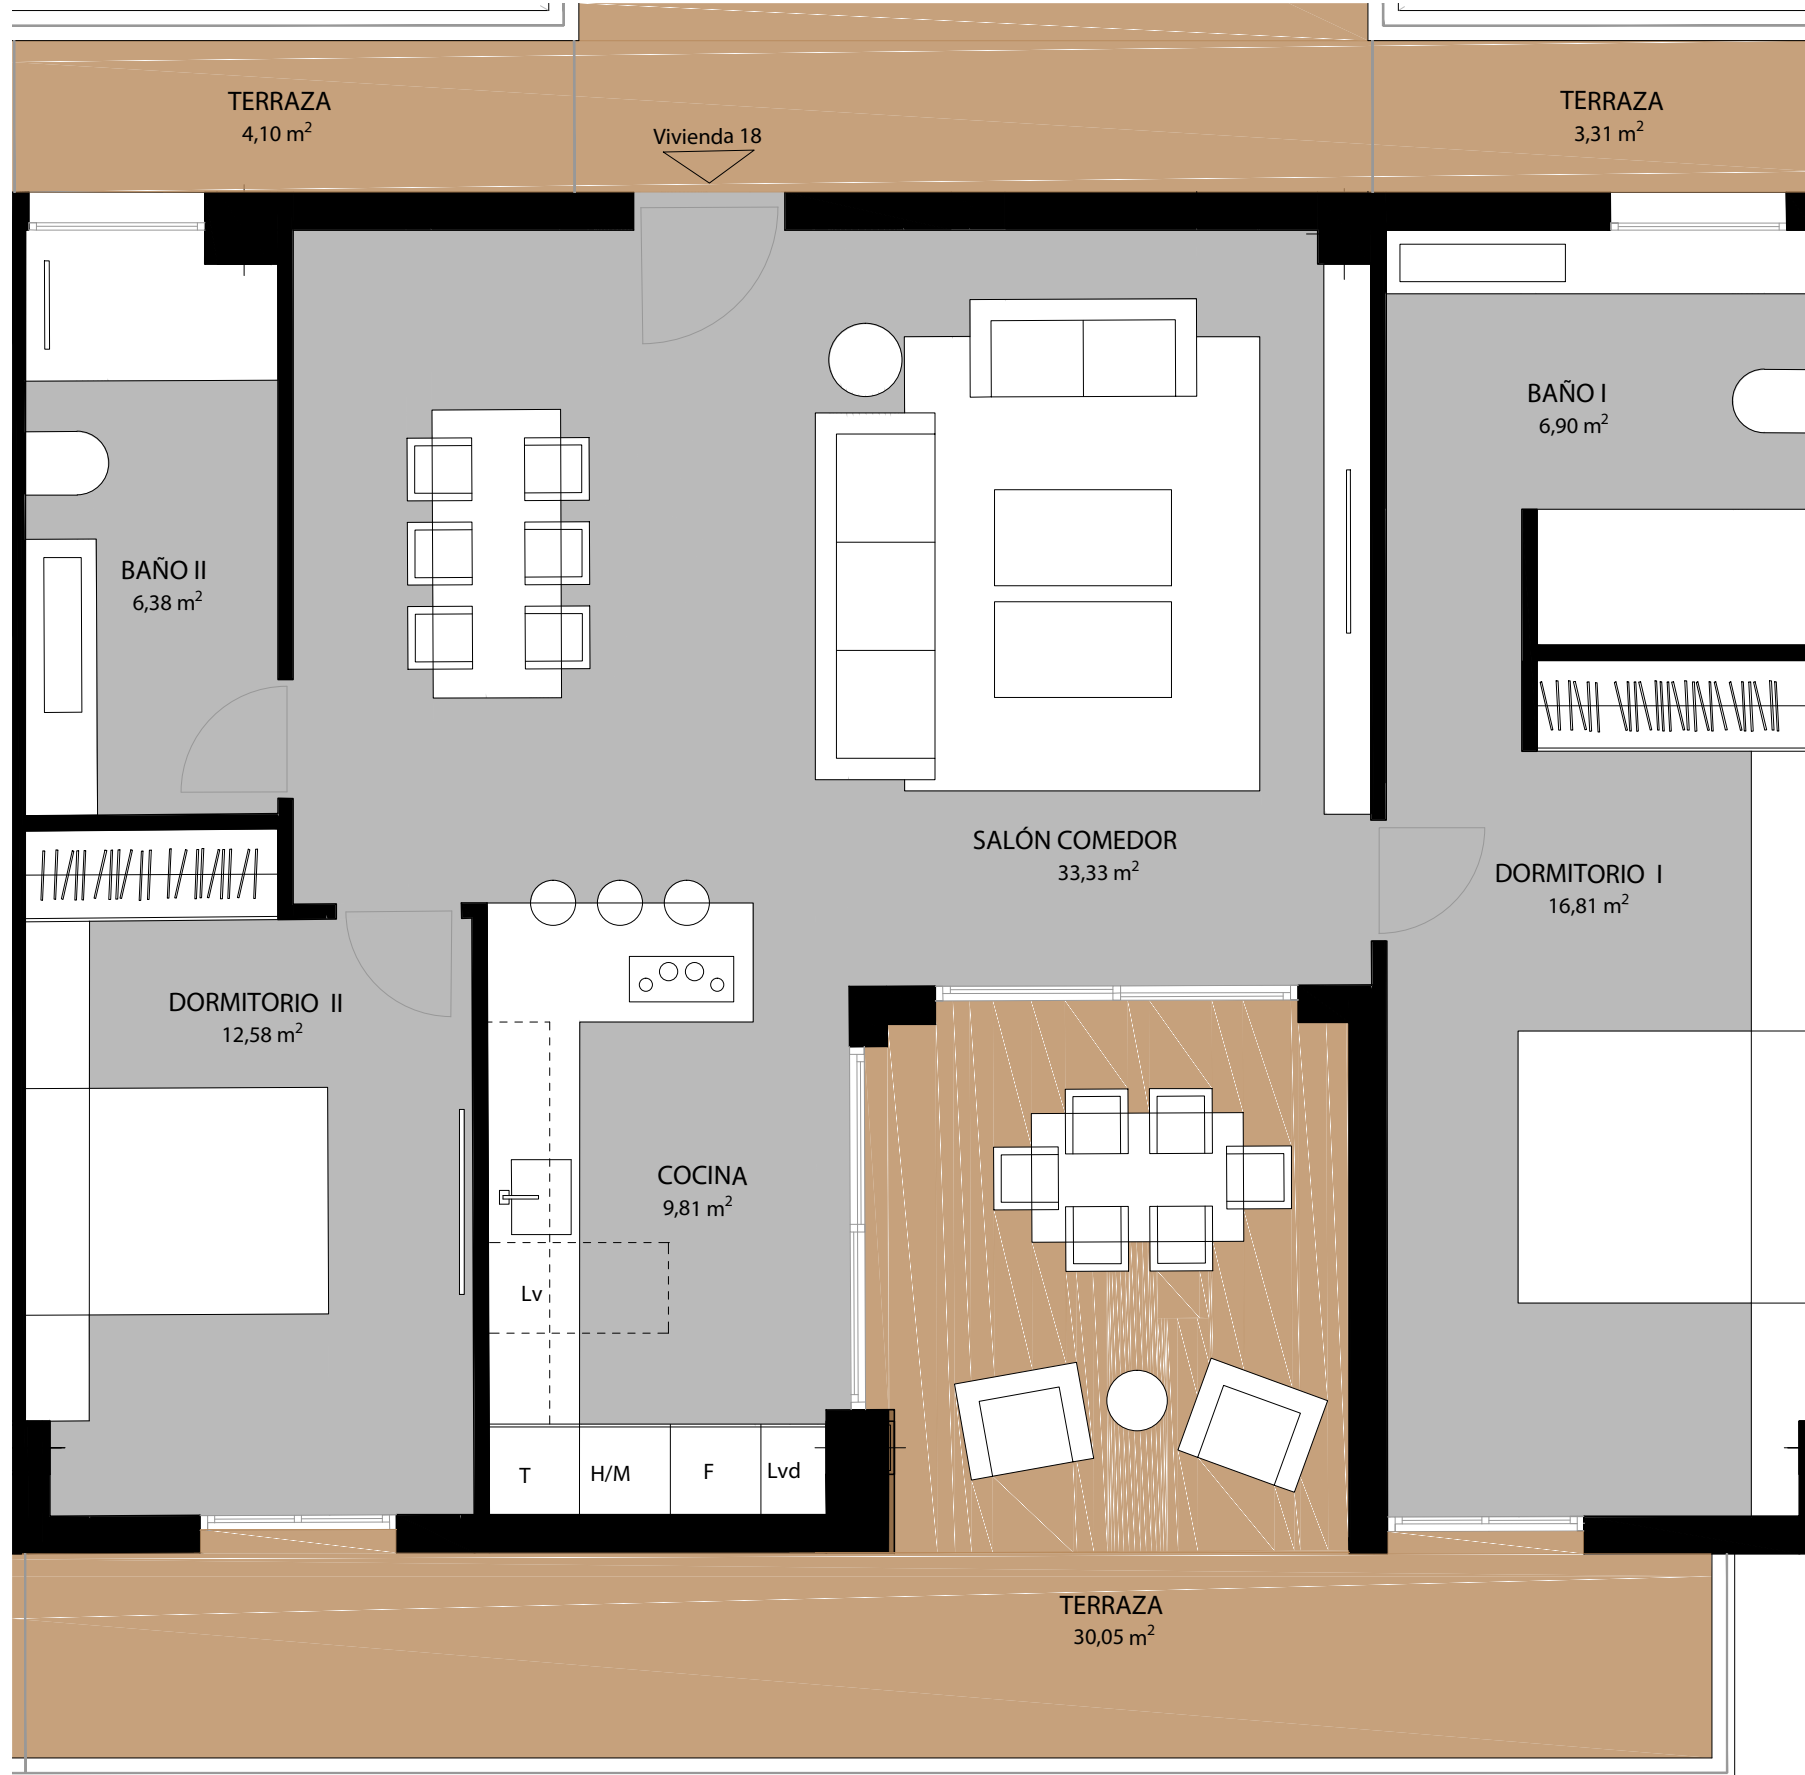 TERRAZA
4,10 m²
Vivienda 18
TERRAZA
3,31 m²
BAÑO I
6,90 m²
BAÑO II
6,38 m²
SALÓN COMEDOR
33,33 m²
DORMITORIO I
16,81 m²
DORMITORIO II
12,58 m²
COCINA
9,81 m²
Lv
T
H/M
F
Lvd
TERRAZA
30,05 m²